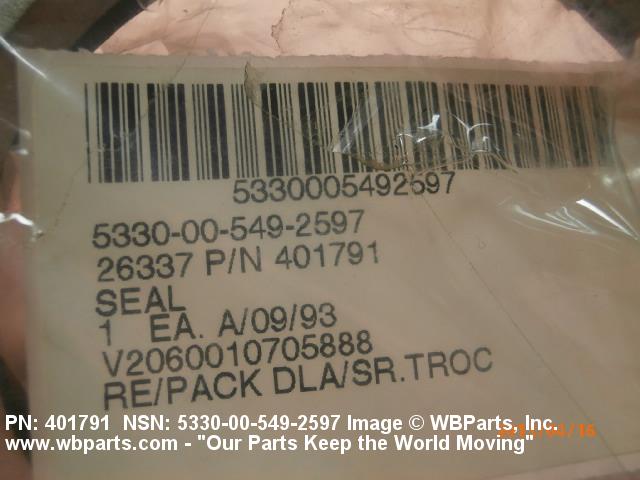 5330005492597
5330-00-549-2597
26337 P/N 401791
SEAL
1 EA. A/09/93
V2060010705888
RE/PACK DLA/SR.TROC
PN: 401791 NSN: 5330-00-549-2597 Image © WBParts, Inc.
www.wbparts.com - "Our Parts Keep the World Moving"